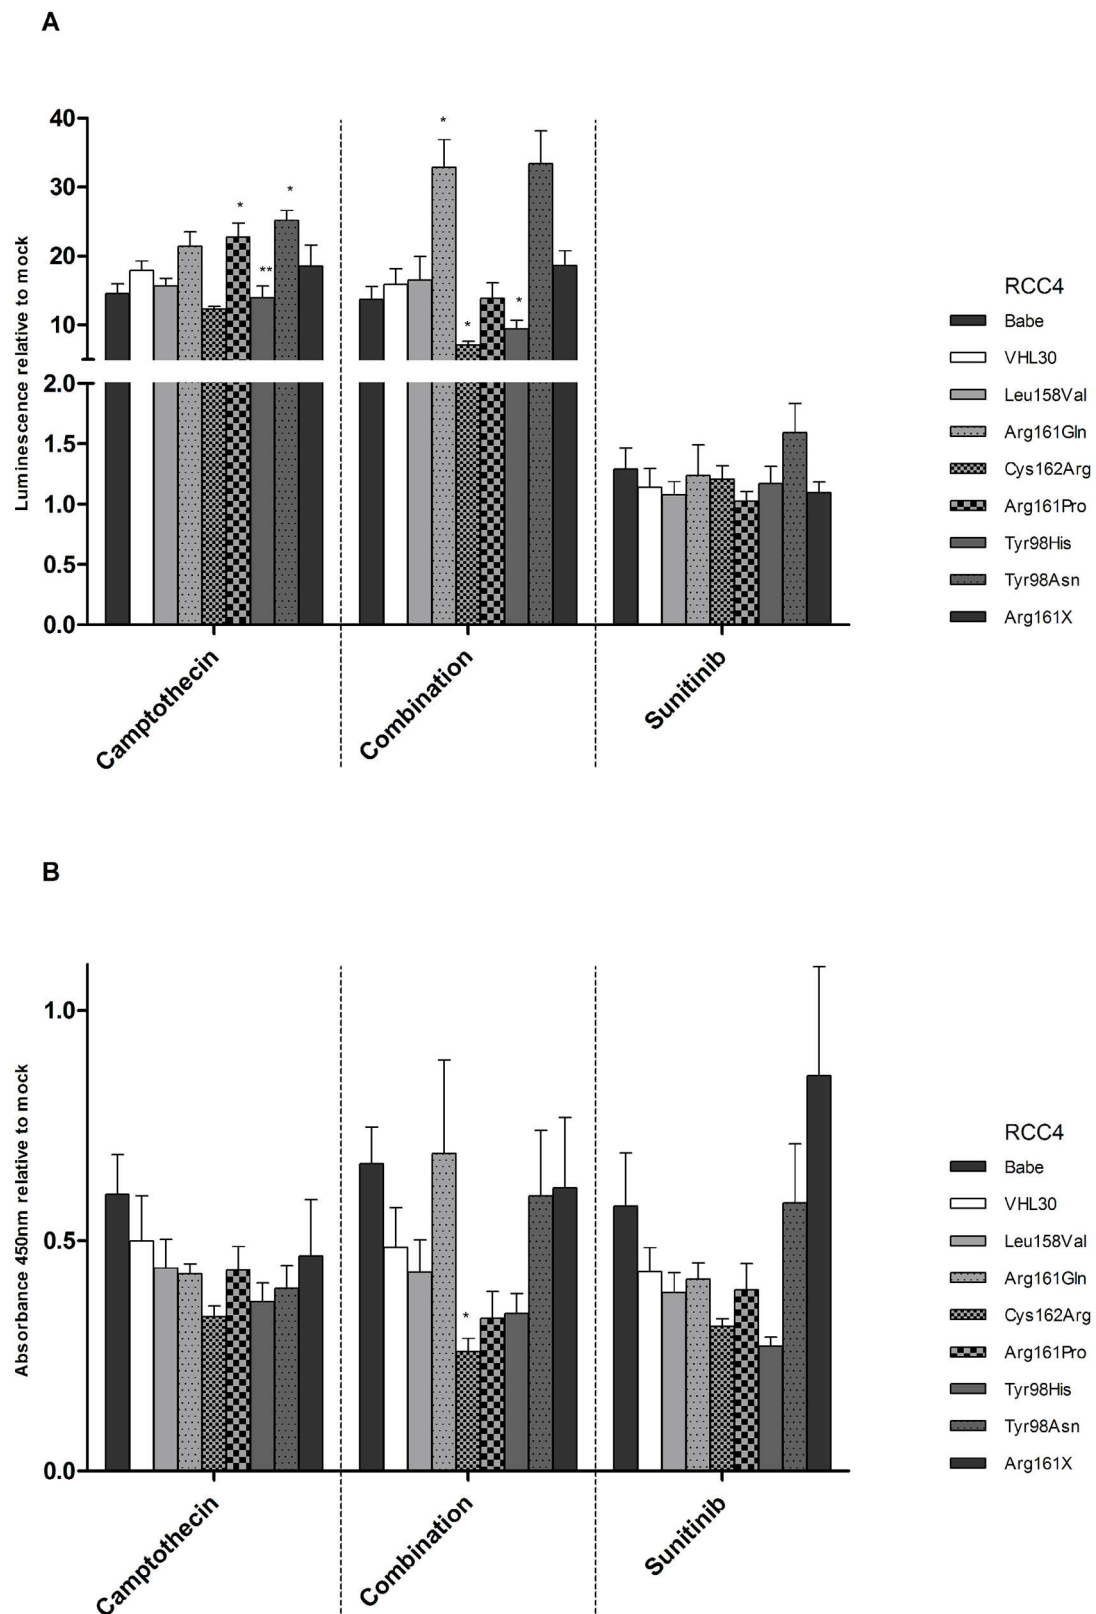 A
Luminescence relative to mock
40
*
30
*
*
20
**
*
10
*
2.0
1.5
1.0
0.5
0.0
Camptothecin
Combination
Sunitinib
RCC4
Babe
VHL30
Leu158Val
Arg161Gln
Cys162Arg
Arg161Pro
Tyr98His
Tyr98Asn
Arg161X
B
Absorbance 450nm relative to mock
1.0
0.5
*
0.0
Camptothecin
Combination
Sunitinib
RCC4
Babe
VHL30
Leu158Val
Arg161Gln
Cys162Arg
Arg161Pro
Tyr98His
Tyr98Asn
Arg161X